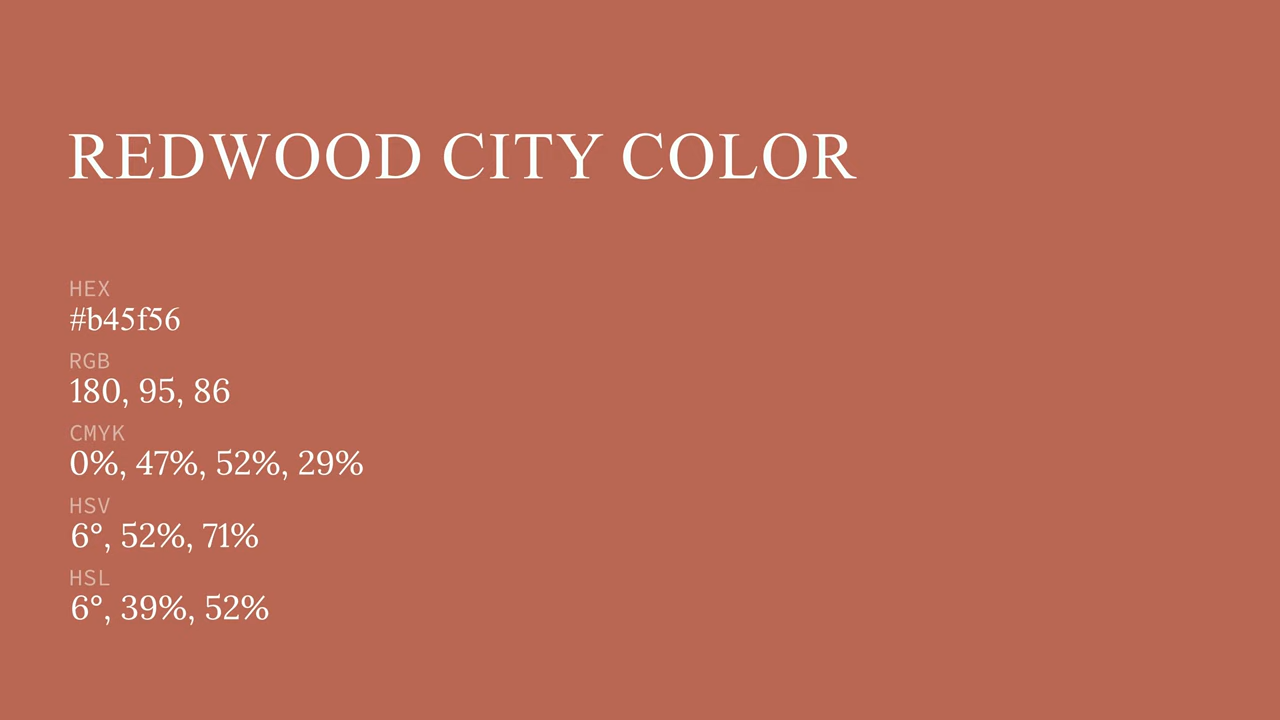 REDWOOD CITY COLOR
HEX
#b45f56
RGB
180, 95, 86
CMYK
0%, 47%, 52%, 29%
HSV
6°, 52%, 71%
HSL
6°, 39%, 52%